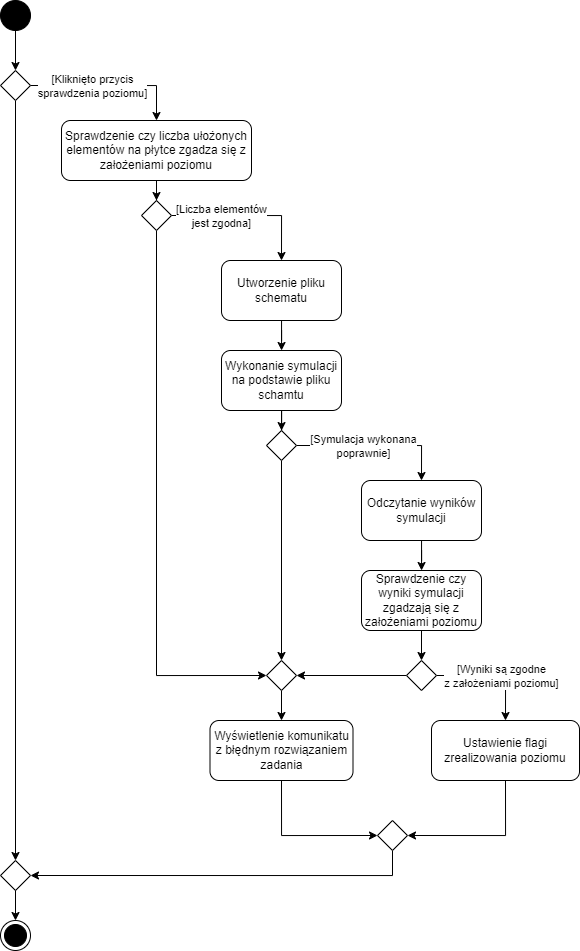 [Kliknięto przycis
sprawdzenia poziomu]
Sprawdzenie czy liczba ułożonych
elementów na płytce zgadza się z
założeniami poziomu
[Liczba elementów
jest zgodna]
Utworzenie pliku
schematu
Wykonanie symulacji
na podstawie pliku
schamtu
[Symulacja wykonana
poprawnie]
Odczytanie wyników
symulacji
Sprawdzenie czy
wyniki symulacji
zgadzają się z
założeniami poziomu
[Wyniki są zgodne
z założeniami poziomu]
Wyświetlenie komunikatu
z błędnym rozwiązaniem
zadania
Ustawienie flagi
zrealizowania poziomu